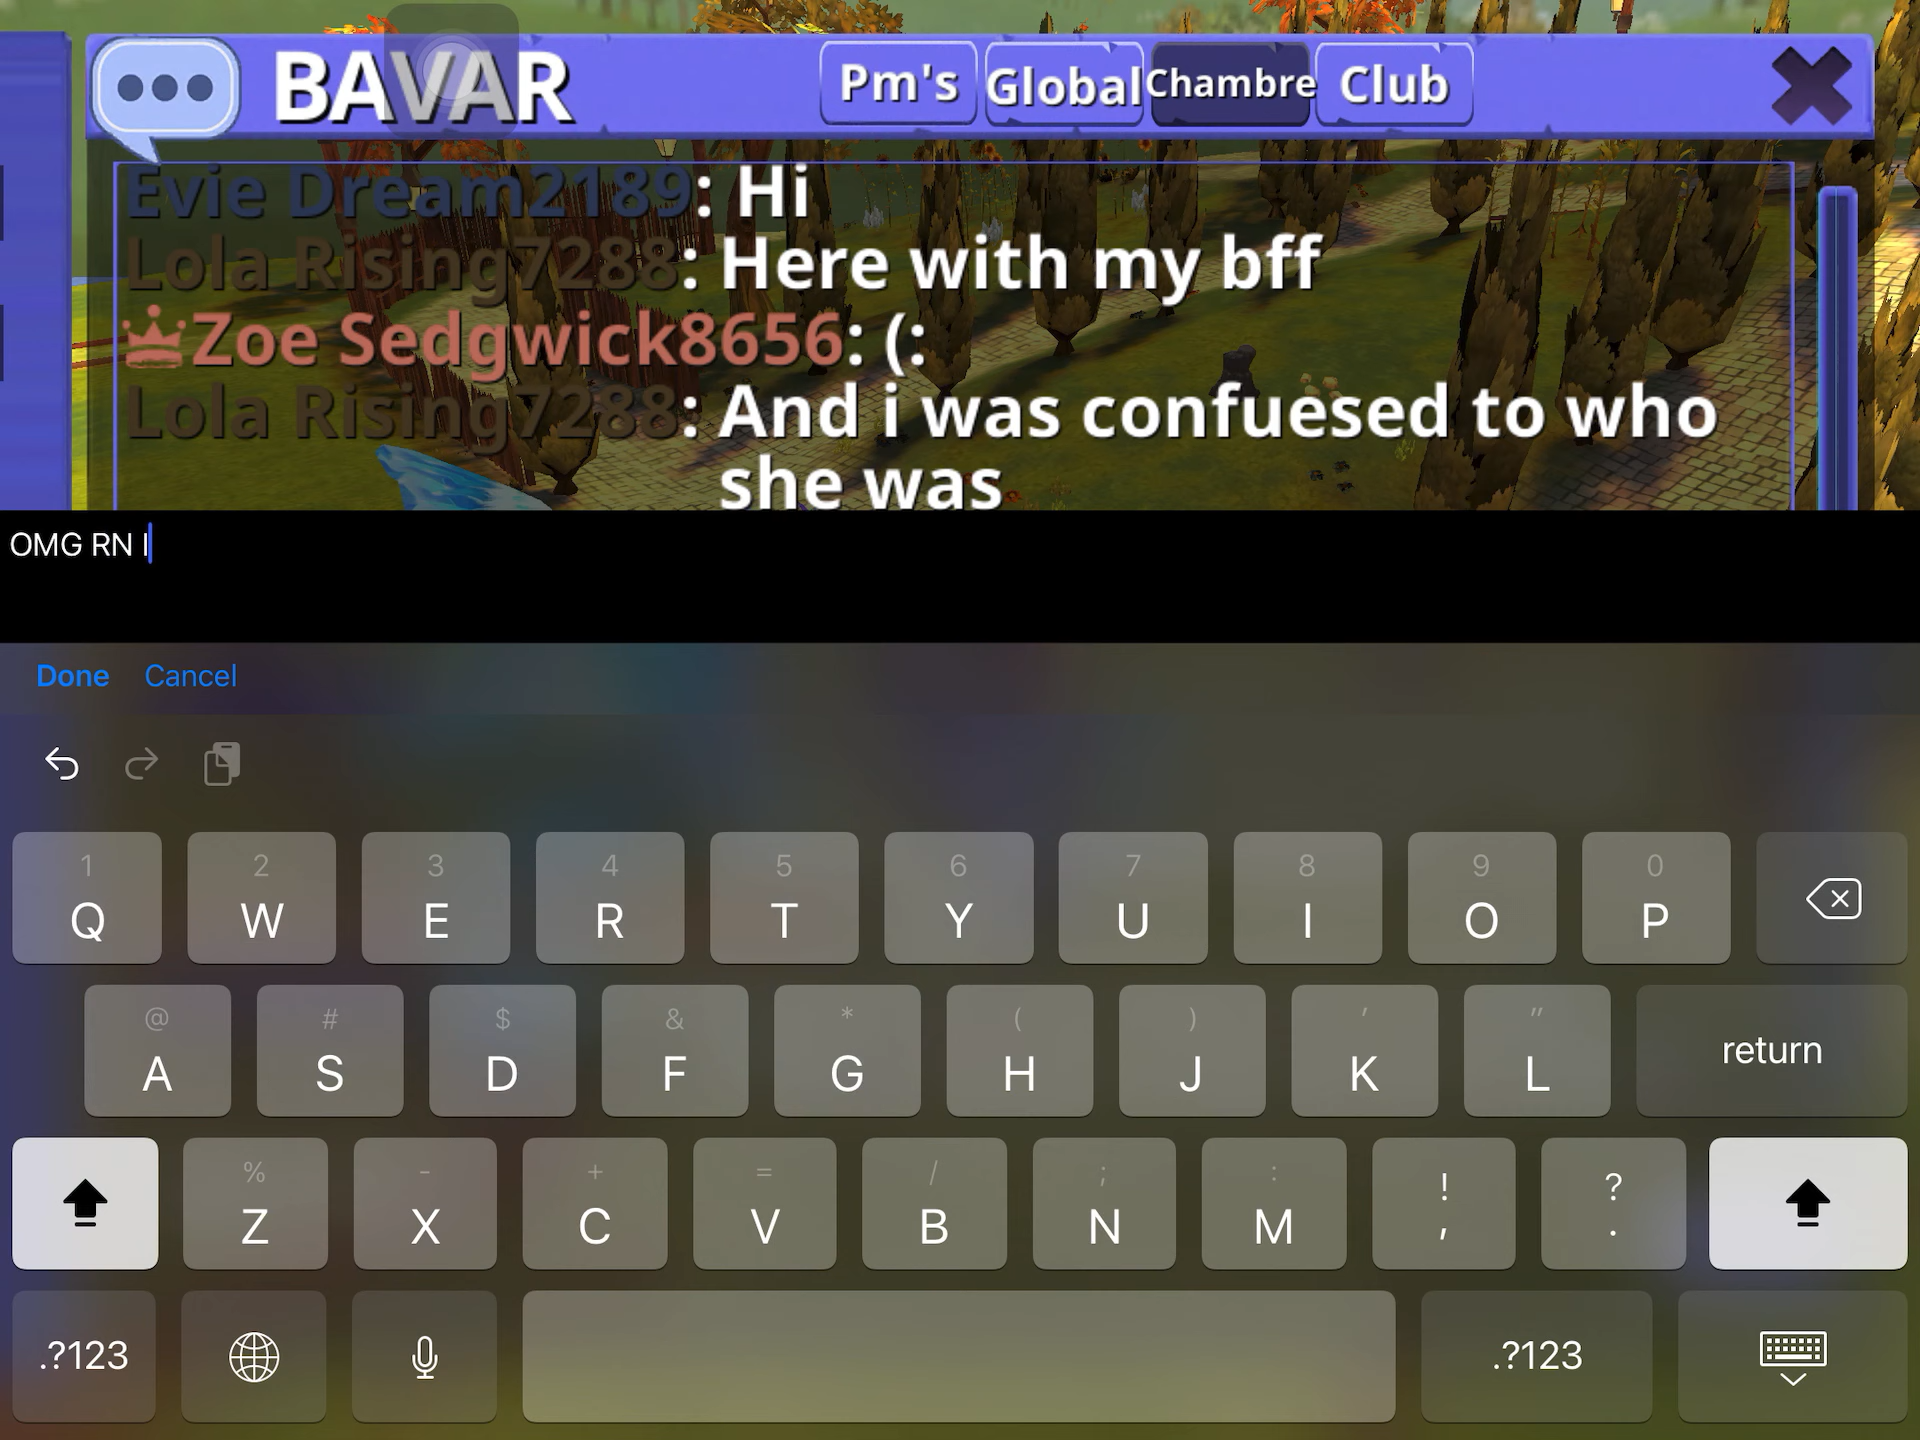 BAVAR Pm's Global Chambre Club
Evie Dream2189: Hi
Lola Rising7288: Here with my bff
Zoe Sedgwick8656: (:
Lola Rising7288: And i was confuesed to who
she was
OMG RN I
Done Cancel
1 2 3 4 5 6 7 8 9 0
Q W E R T Y U I O P
@ # $ & * ( ) ' "
A S D F G H J K L return
% - + = / ; : ! ?
Z X C V B N M , .
.?123 .?123